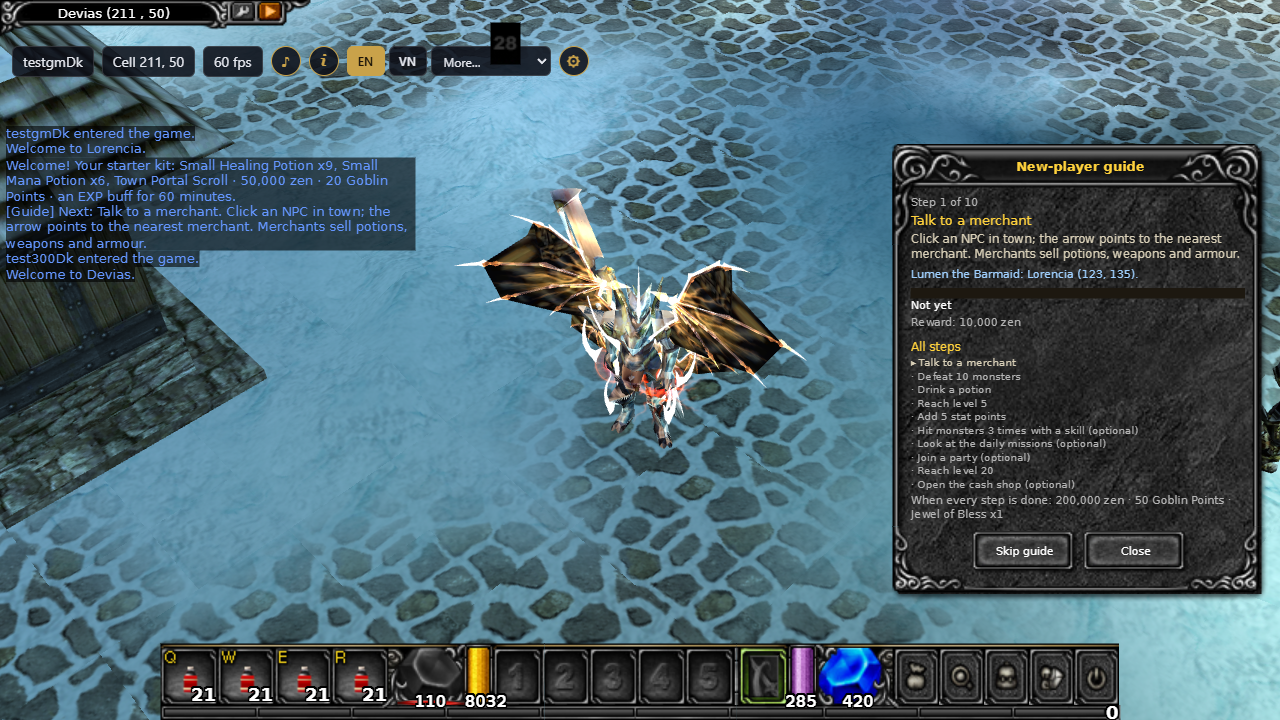 Devias (211 , 50)
testgmDk
Cell 211, 50
60 fps
EN
VN
More...
28
testgmDk entered the game.
Welcome to Lorencia.
Welcome! Your starter kit: Small Healing Potion x9, Small
Mana Potion x6, Town Portal Scroll · 50,000 zen · 20 Goblin
Points · an EXP buff for 60 minutes.
[Guide] Next: Talk to a merchant. Click an NPC in town; the
arrow points to the nearest merchant. Merchants sell potions,
weapons and armour.
test300Dk entered the game.
Welcome to Devias.
New-player guide
Step 1 of 10
Talk to a merchant
Click an NPC in town; the arrow points to the nearest
merchant. Merchants sell potions, weapons and armour.
Lumen the Barmaid: Lorencia (123, 135).
Not yet
Reward: 10,000 zen
All steps
▸ Talk to a merchant
· Defeat 10 monsters
· Drink a potion
· Reach level 5
· Add 5 stat points
· Hit monsters 3 times with a skill (optional)
· Look at the daily missions (optional)
· Join a party (optional)
· Reach level 20
· Open the cash shop (optional)
When every step is done: 200,000 zen · 50 Goblin Points ·
Jewel of Bless x1
Skip guide
Close
Q 21
W 21
E 21
R 21
110
8032
1 2 3 4 5
285
420
0